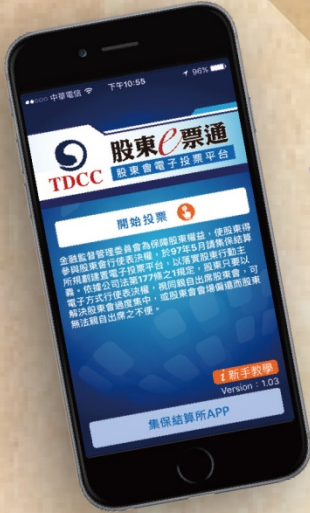 中華電信 下午10:55 96%
TDCC 股東e票通
股東會電子投票平台
開始投票
金融監督管理委員會為保障股東權益，使股東得
參與股東會行使表決權，於97年5月請集保結算
所規劃建置電子投票平台，以落實股東行動主
義。依據公司法第177條之1規定，股東只要以
電子方式行使表決權，視同親自出席股東會，可
解決股東會過度集中，或股東會會場偏遠而股東
無法親自出席之不便。
i 新手教學
Version：1.03
集保結算所APP